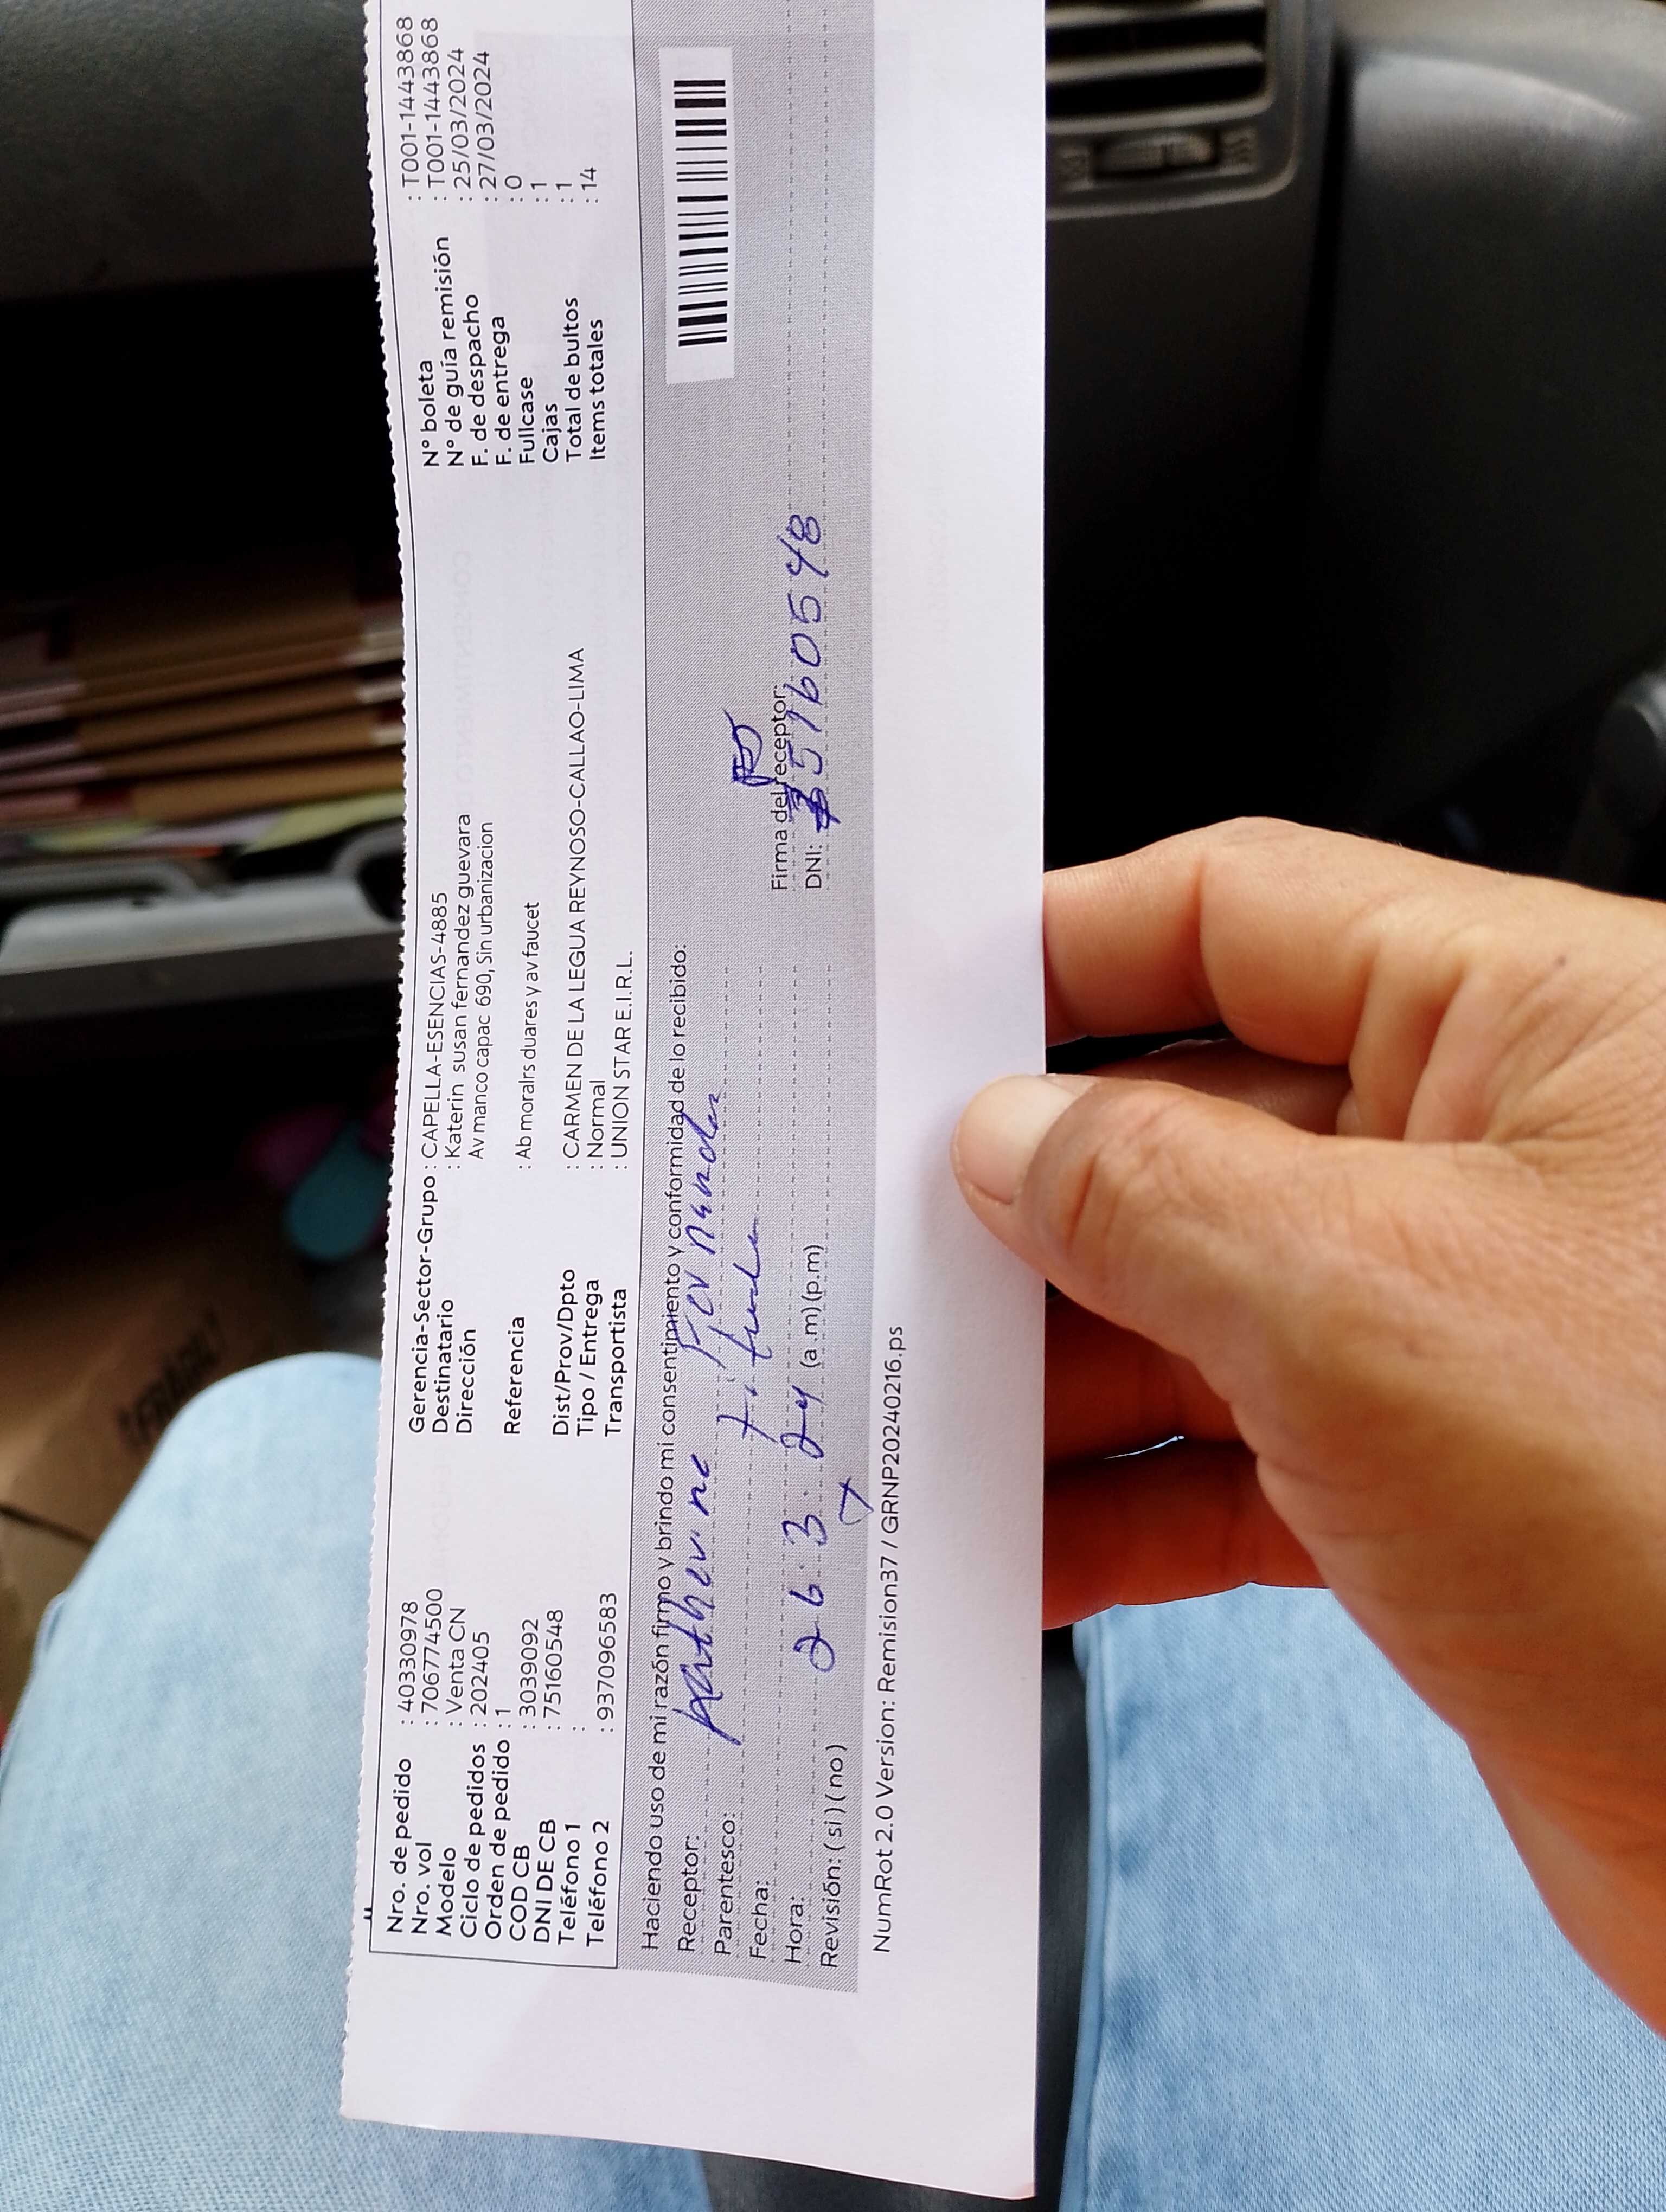 Nro. de pedido : 40330978
Nro. vol : 706774500
Modelo : Venta CN
Ciclo de pedidos : 202405
Orden de pedido : 1
COD CB : 3039092
DNI DE CB : 75160548
Teléfono 1 :
Teléfono 2 : 937096583
Gerencia-Sector-Grupo : CAPELLA-ESENCIAS-4885
Destinatario : Katerin susan fernandez guevara
Dirección Av manco capac 690, Sin urbanizacion
Referencia : Ab moralrs duares y av faucet
Dist/Prov/Dpto : CARMEN DE LA LEGUA REYNOSO-CALLAO-LIMA
Tipo / Entrega : Normal
Transportista : UNION STAR E.I.R.L.
N° boleta : T001-1443868
N° de guía remisión : T001-1443868
F. de despacho : 25/03/2024
F. de entrega : 27/03/2024
Fullcase : 0
Cajas : 1
Total de bultos : 1
Items totales : 14
Haciendo uso de mi razón firmo y brindo mi consentimiento y conformidad de lo recibido:
Receptor:
Parentesco:
Fecha:
Hora: 26 3 24 (a.m) (p.m)
Revisión: ( si ) ( no )
Firma del receptor:
DNI:
NumRot 2.0 Version: Remision37 / GRNP20240216.ps